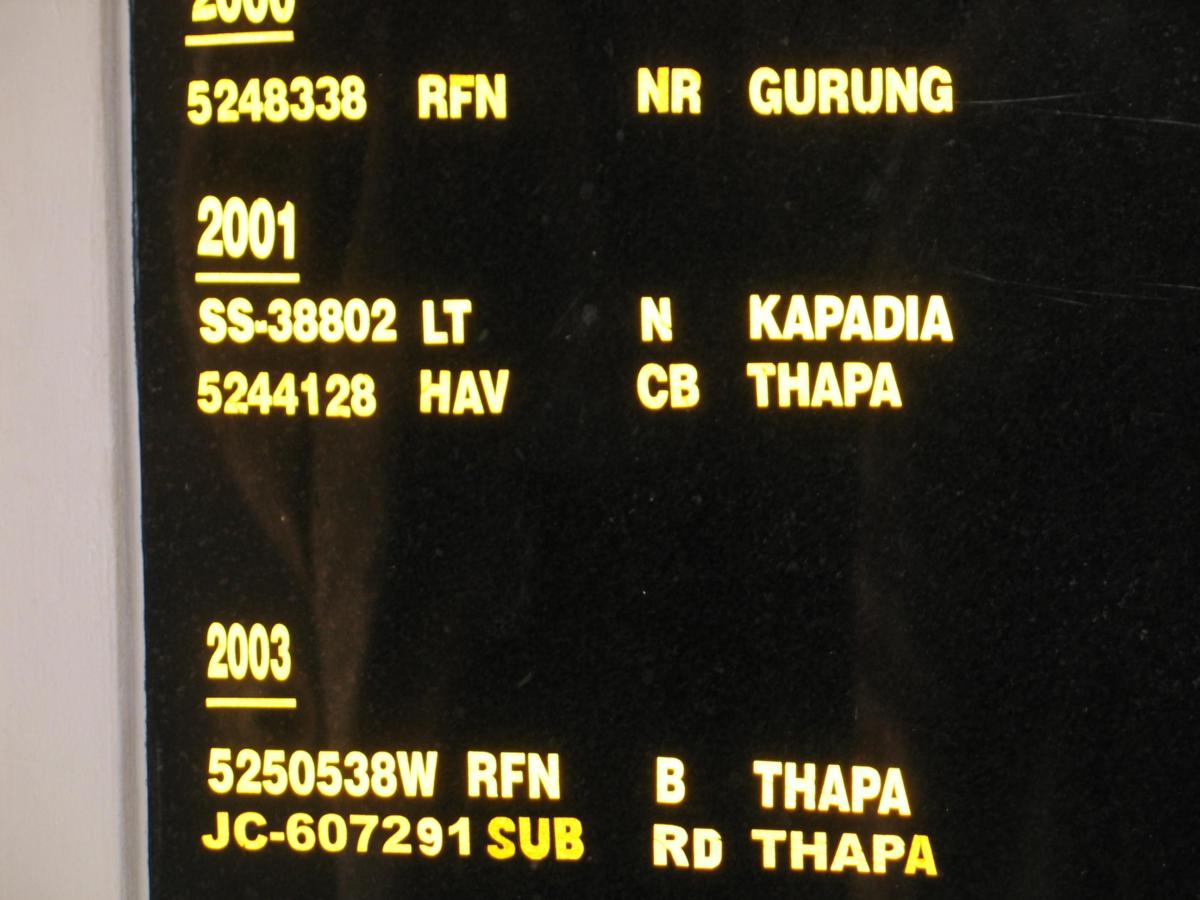 2000
5248338 RFN NR GURUNG
2001
SS-38802 LT N KAPADIA
5244128 HAV CB THAPA
2003
5250538W RFN B THAPA
JC-607291 SUB RD THAPA